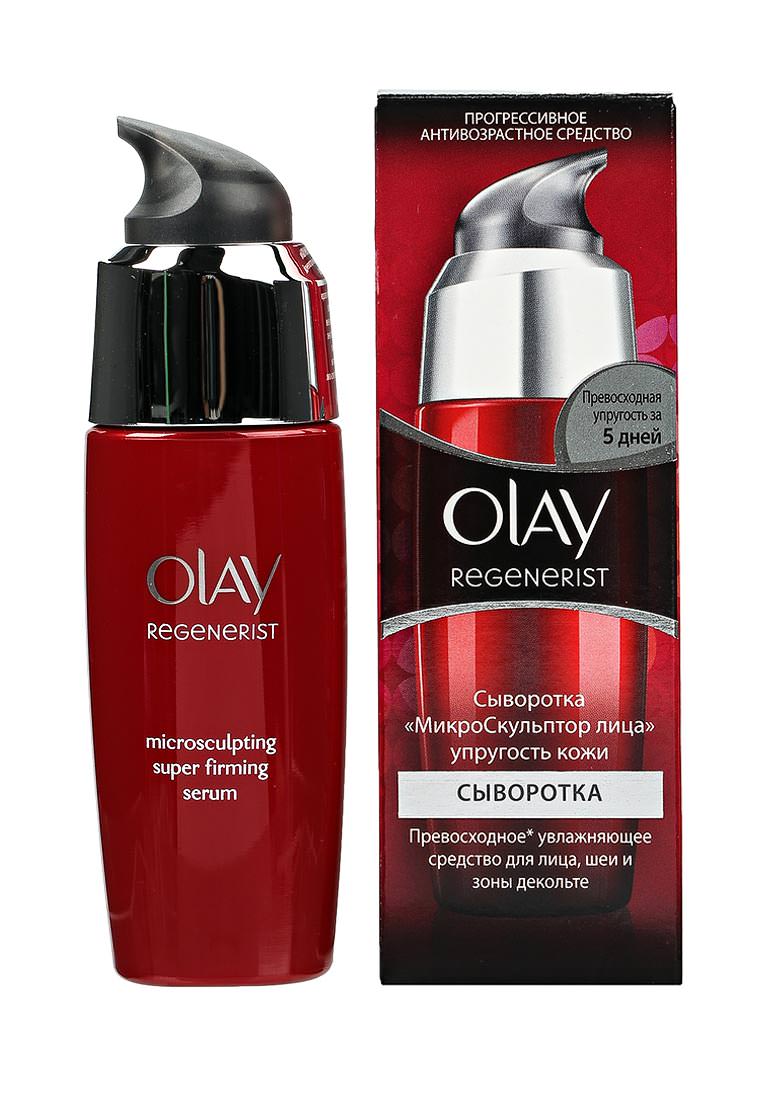 OLAY
REGENERIST
microsculpting
super firming
serum
ПРОГРЕССИВНОЕ
АНТИВОЗРАСТНОЕ СРЕДСТВО
Превосходная
упругость за
5 дней
OLAY
REGENERIST
Сыворотка
«МикроСкульптор лица»
упругость кожи
СЫВОРОТКА
Превосходное* увлажняющее
средство для лица, шеи и
зоны декольте